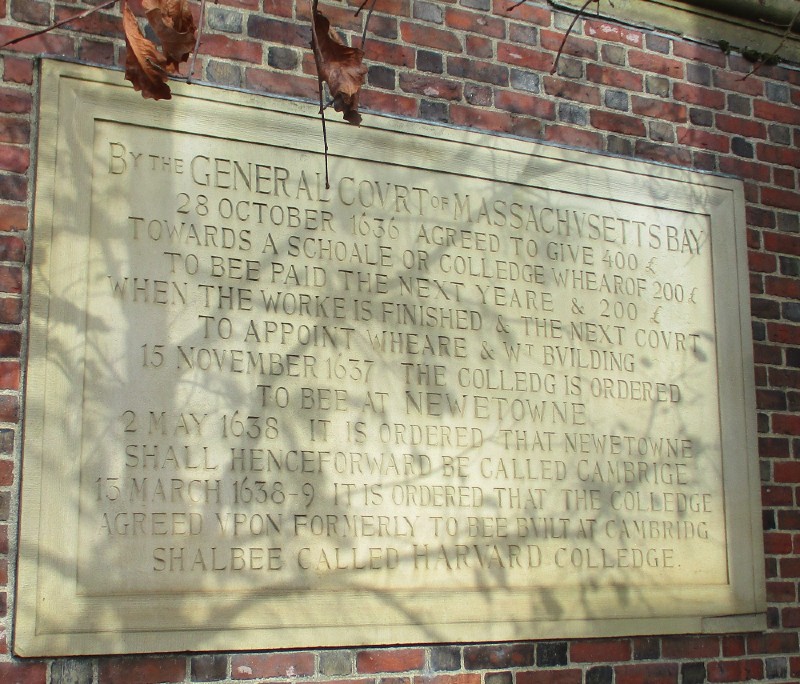 BY THE GENERAL COVRT OF MASSACHVSETTS BAY
28 OCTOBER 1636 AGREED TO GIVE 400 £
TOWARDS A SCHOALE OR COLLEDGE WHEAROF 200 £
TO BEE PAID THE NEXT YEARE & 200 £
WHEN THE WORKE IS FINISHED & THE NEXT COVRT
TO APPOINT WHEARE & WT BVILDING
15 NOVEMBER 1637 THE COLLEDG IS ORDERED
TO BEE AT NEWETOWNE
2 MAY 1638 IT IS ORDERED THAT NEWETOWNE
SHALL HENCEFORWARD BE CALLED CAMBRIGE
13 MARCH 1638-9 IT IS ORDERED THAT THE COLLEDGE
AGREED VPON FORMERLY TO BEE BVILT AT CAMBRIDG
SHALBEE CALLED HARVARD COLLEDGE.